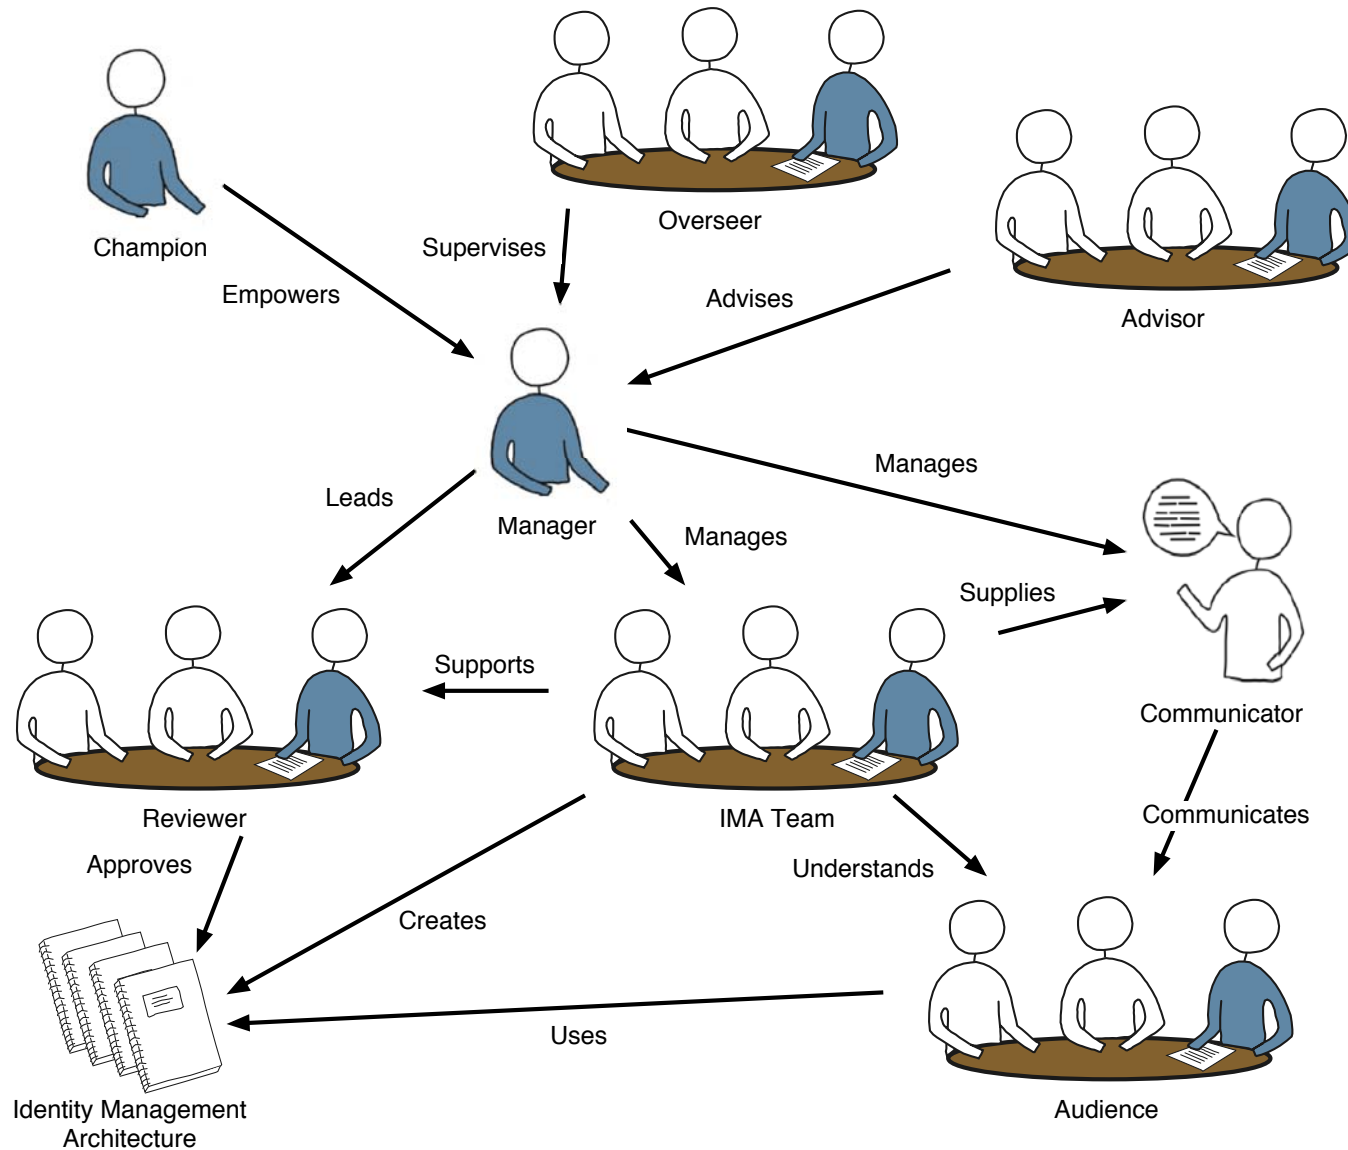 Overseer
Champion
Supervises
Empowers
Advises
Advisor
Manages
Leads
Manager
Manages
Supplies
Supports
Communicator
Reviewer
IMA Team
Communicates
Approves
Understands
Creates
Uses
Identity Management
Architecture
Audience